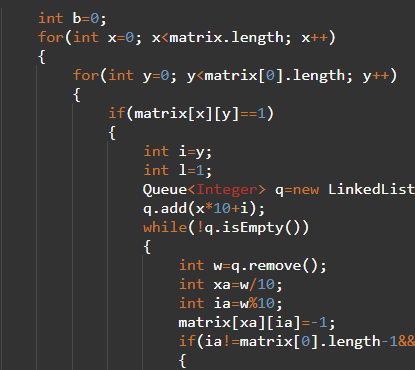 int b=0;
for(int x=0; x<matrix.length; x++)
{
for(int y=0; y<matrix[0].length; y++)
{
if(matrix[x][y]==1)
{
int i=y;
int l=1;
Queue<Integer> q=new LinkedList
q.add(x*10+i);
while(!q.isEmpty())
{
int w=q.remove();
int xa=w/10;
int ia=w%10;
matrix[xa][ia]=-1;
if(ia!=matrix[0].length-1&&
{